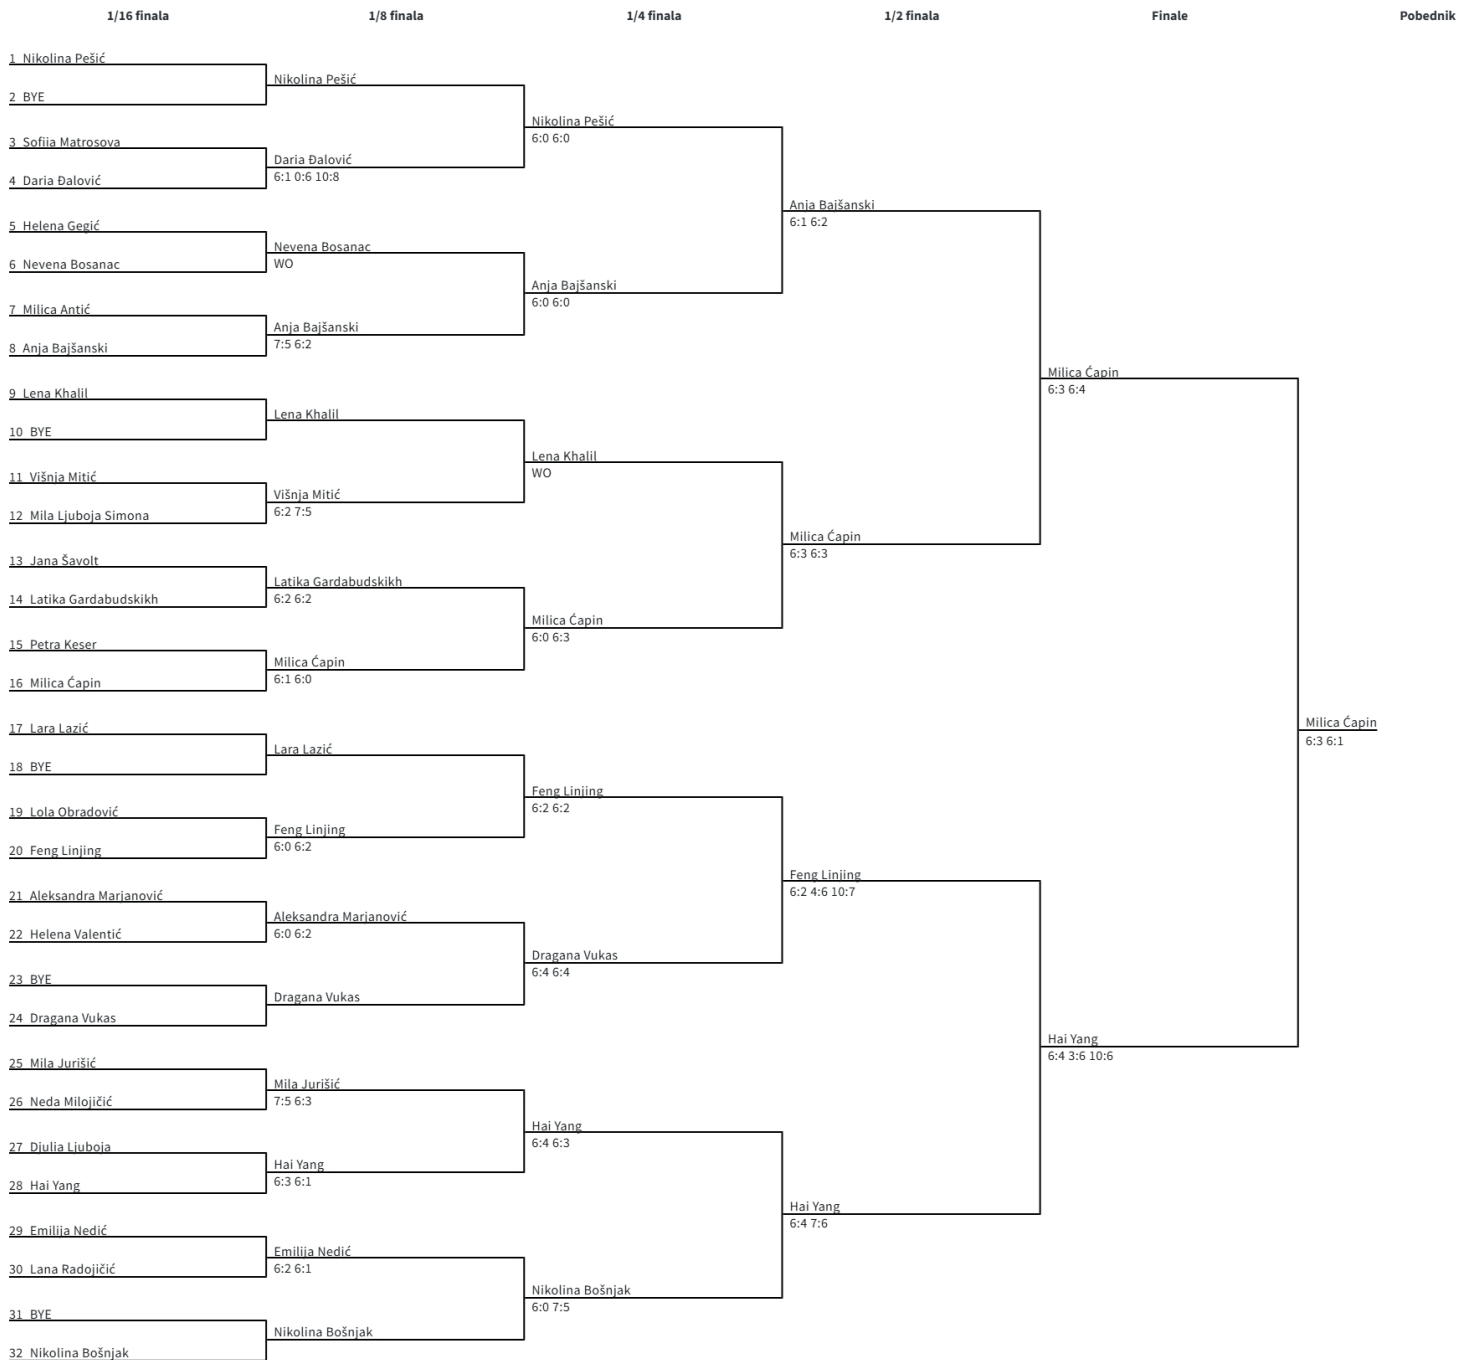 1/16 finala
1/8 finala
1/4 finala
1/2 finala
Finale
Pobednik
1 Nikolina Pešić
2 BYE
3 Sofiia Matrosova
4 Daria Đalović
5 Helena Gegić
6 Nevena Bosanac
7 Milica Antić
8 Anja Bajšanski
9 Lena Khalil
10 BYE
11 Višnja Mitić
12 Mila Ljuboja Simona
13 Jana Šavolt
14 Latika Gardabudskikh
15 Petra Keser
16 Milica Ćapin
17 Lara Lazić
18 BYE
19 Lola Obradović
20 Feng Linjing
21 Aleksandra Marjanović
22 Helena Valentić
23 BYE
24 Dragana Vukas
25 Mila Jurišić
26 Neda Milojičić
27 Djulia Ljuboja
28 Hai Yang
29 Emilija Nedić
30 Lana Radojičić
31 BYE
32 Nikolina Bošnjak
Nikolina Pešić
Daria Đalović
6:1 0:6 10:8
Nevena Bosanac
WO
Anja Bajšanski
7:5 6:2
Lena Khalil
Višnja Mitić
6:2 7:5
Latika Gardabudskikh
6:2 6:2
Milica Ćapin
6:1 6:0
Lara Lazić
Feng Linjing
6:0 6:2
Aleksandra Marjanović
6:0 6:2
Dragana Vukas
Mila Jurišić
7:5 6:3
Hai Yang
6:3 6:1
Emilija Nedić
6:2 6:1
Nikolina Bošnjak
Nikolina Pešić
6:0 6:0
Anja Bajšanski
6:0 6:0
Lena Khalil
WO
Milica Ćapin
6:0 6:3
Feng Linjing
6:2 6:2
Dragana Vukas
6:4 6:4
Hai Yang
6:4 6:3
Nikolina Bošnjak
6:0 7:5
Anja Bajšanski
6:1 6:2
Milica Ćapin
6:3 6:3
Feng Linjing
6:2 4:6 10:7
Hai Yang
6:4 7:6
Milica Ćapin
6:3 6:4
Hai Yang
6:4 3:6 10:6
Milica Ćapin
6:3 6:1